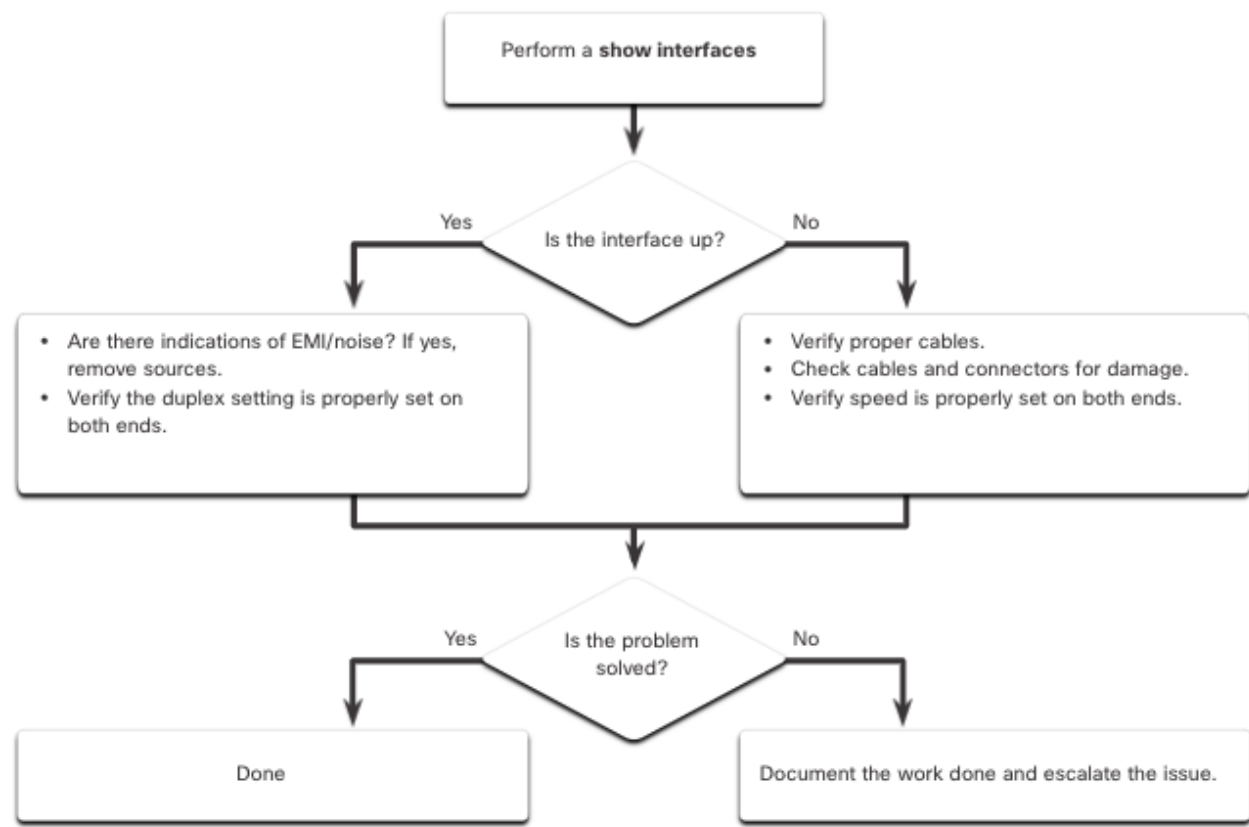 Perform a show interfaces
Yes
Is the interface up?
No
• Are there indications of EMI/noise? If yes,
remove sources.
• Verify the duplex setting is properly set on
both ends.
• Verify proper cables.
• Check cables and connectors for damage.
• Verify speed is properly set on both ends.
Yes
Is the problem
solved?
No
Done
Document the work done and escalate the issue.